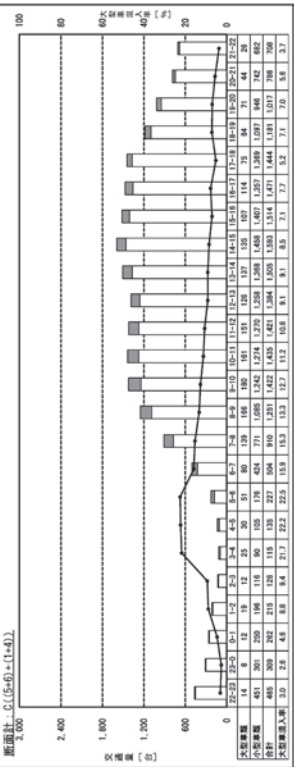 断面計:C((5+6)+(1+4))
3,000
2,400
1,800
1,200
600
0
交通量 [台]
100
80
60
40
20
0
大型車混入率 [%]
22-23 23-0 0-1 1-2 2-3 3-4 4-5 5-6 6-7 7-8 8-9 9-10 10-11 11-12 12-13 13-14 14-15 15-16 16-17 17-18 18-19 19-20 20-21 21-22
大型車類 14 8 12 19 12 25 30 51 80 139 166 180 161 151 126 137 135 107 114 75 84 71 44 26
小型車類 451 301 250 196 116 90 105 176 424 771 1,085 1,242 1,274 1,270 1,258 1,368 1,458 1,407 1,357 1,369 1,097 946 742 682
合計 465 309 262 215 128 115 135 227 504 910 1,251 1,422 1,435 1,421 1,384 1,505 1,593 1,514 1,471 1,444 1,181 1,017 786 708
大型車混入率 3.0 2.6 4.6 8.8 9.4 21.7 22.2 22.5 15.9 15.3 13.3 12.7 11.2 10.6 9.1 9.1 8.5 7.1 7.7 5.2 7.1 7.0 5.6 3.7